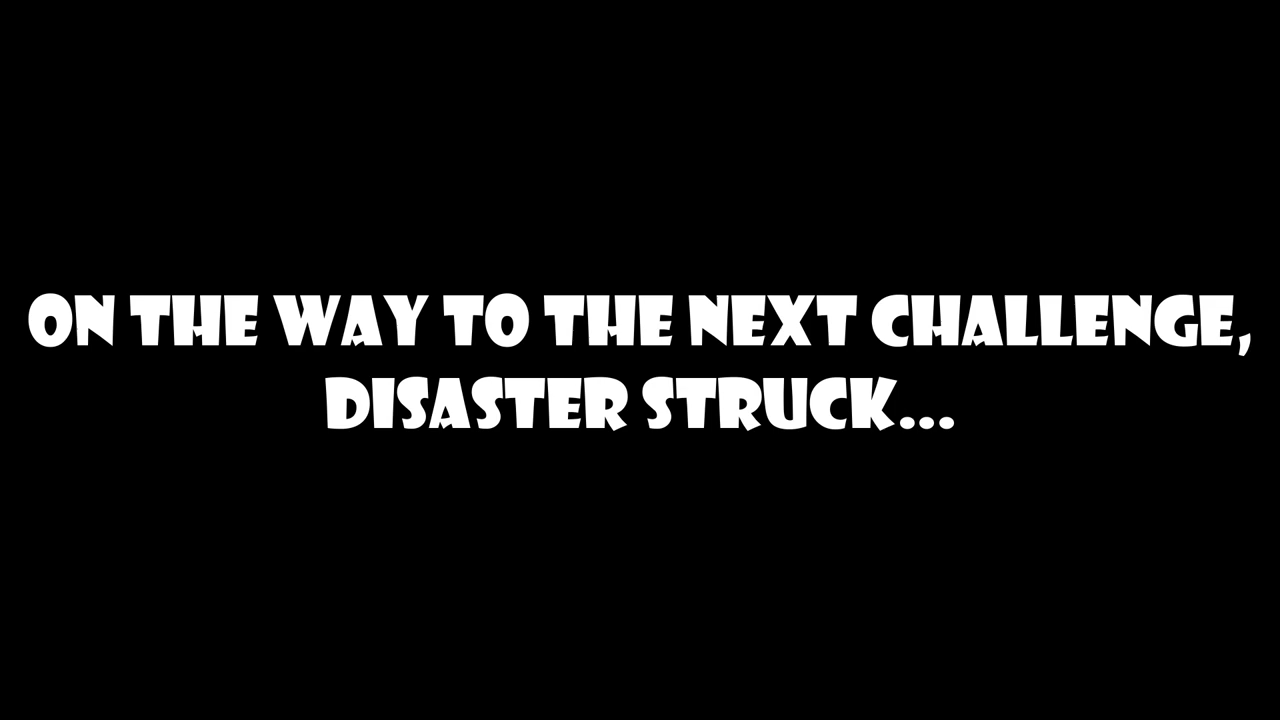 ON THE WAY TO THE NEXT CHALLENGE,
DISASTER STRUCK...